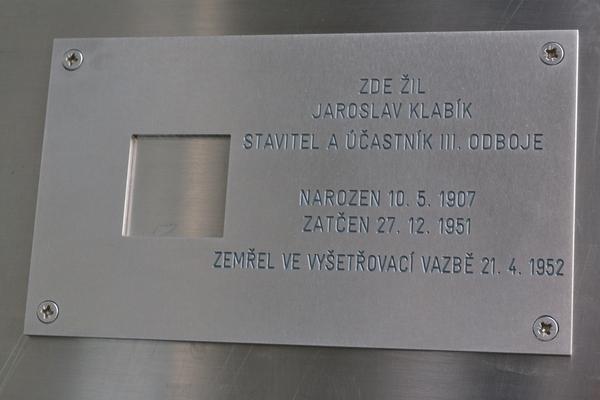 ZDE ŽIL
JAROSLAV KLABÍK
STAVITEL A ÚČASTNÍK III. ODBOJE
NAROZEN 10. 5. 1907
ZATČEN 27. 12. 1951
ZEMŘEL VE VYŠETŘOVACÍ VAZBĚ 21. 4. 1952